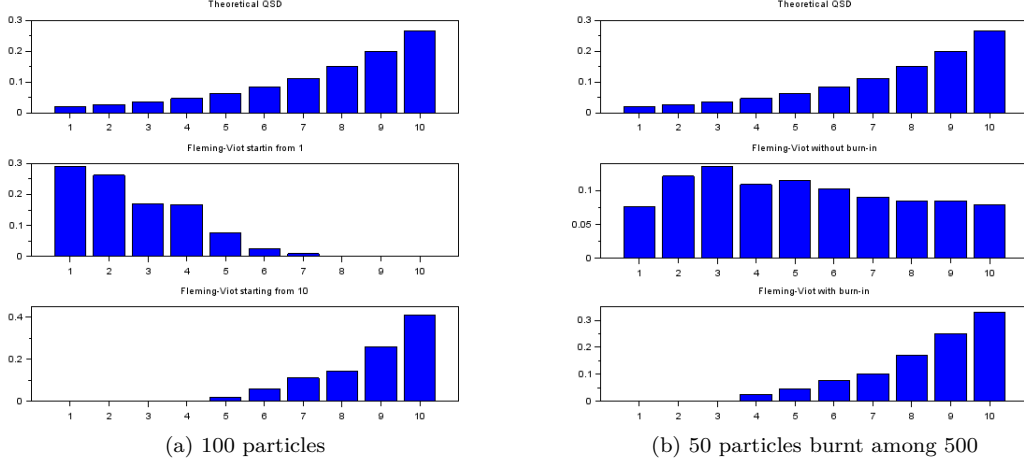 Theoretical QSD
0.3
0.2
0.1
0
1 2 3 4 5 6 7 8 9 10
Fleming-Viot startin from 1
0.3
0.2
0.1
0
1 2 3 4 5 6 7 8 9 10
Fleming-Viot starting from 10
0.4
0.2
0
1 2 3 4 5 6 7 8 9 10
(a) 100 particles
Theoretical QSD
0.3
0.2
0.1
0
1 2 3 4 5 6 7 8 9 10
Fleming-Viot without burn-in
0.1
0.05
0
1 2 3 4 5 6 7 8 9 10
Fleming-Viot with burn-in
0.3
0.2
0.1
0
1 2 3 4 5 6 7 8 9 10
(b) 50 particles burnt among 500